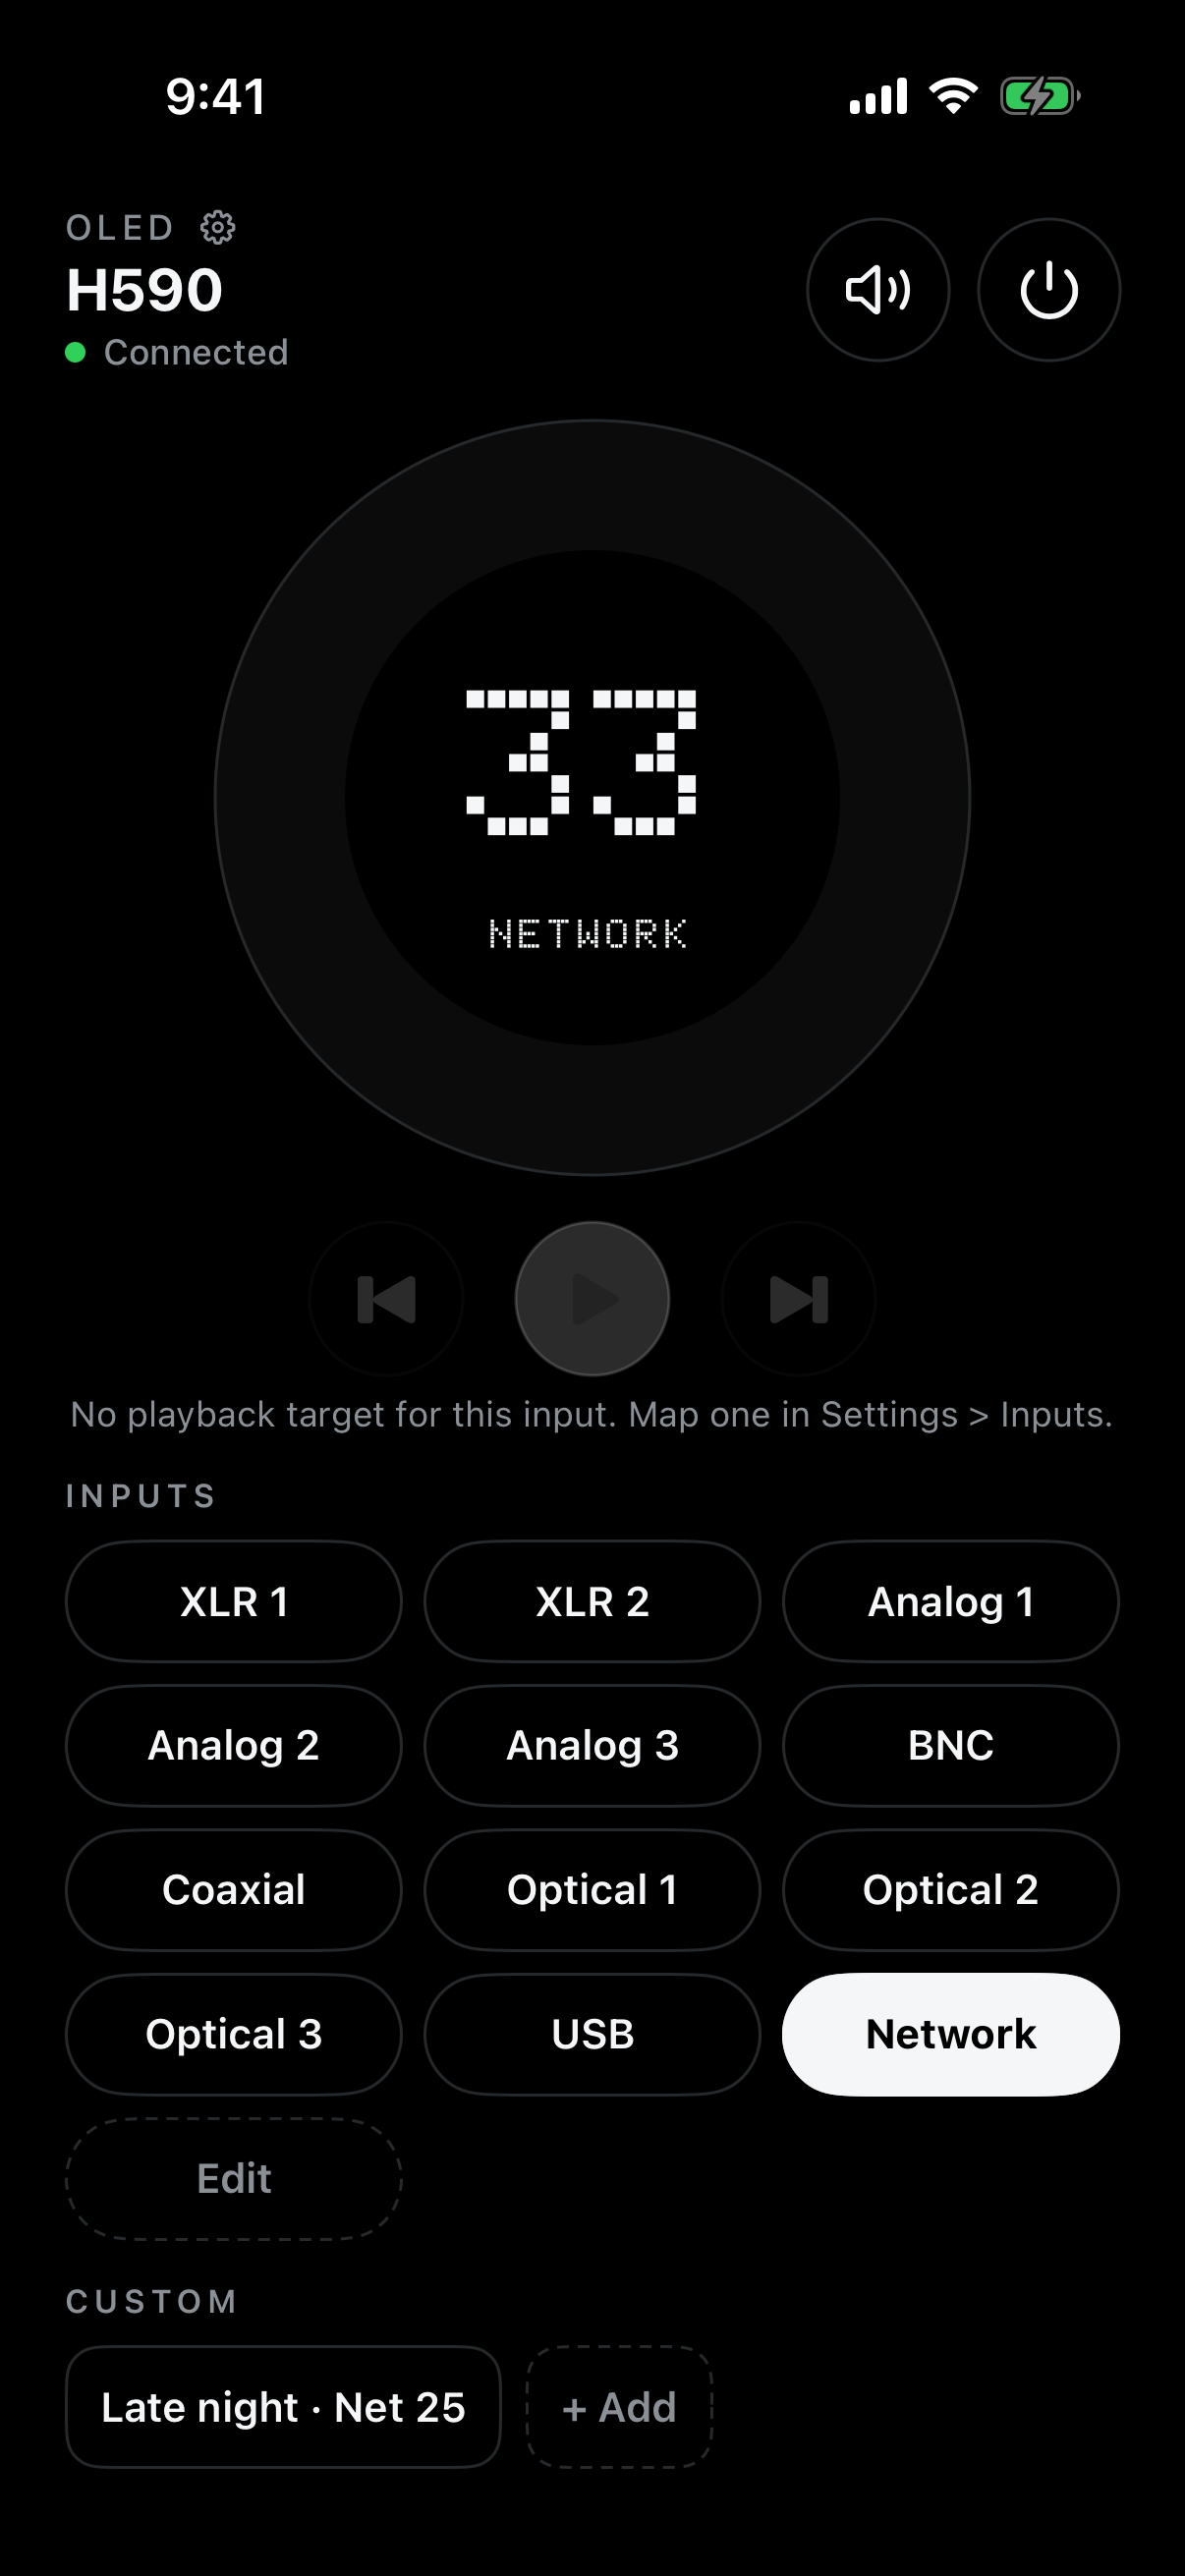 9:41
OLED
H590
Connected
33
NETWORK
No playback target for this input. Map one in Settings > Inputs.
INPUTS
XLR 1
XLR 2
Analog 1
Analog 2
Analog 3
BNC
Coaxial
Optical 1
Optical 2
Optical 3
USB
Network
Edit
CUSTOM
Late night · Net 25
+ Add